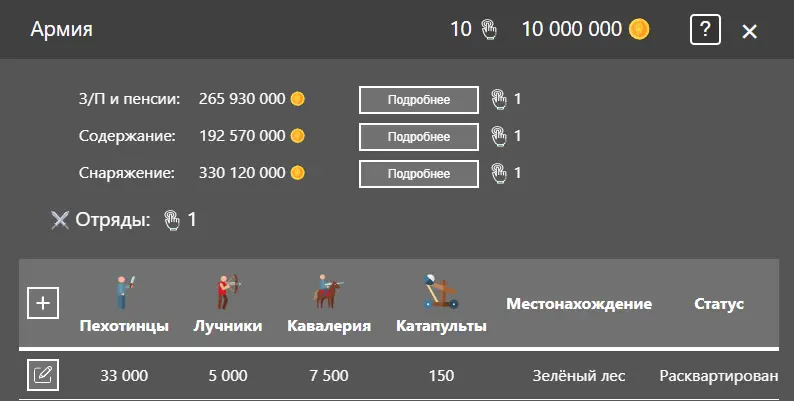 Армия 10 10 000 000 ? ×
З/П и пенсии: 265 930 000 Подробнее 1
Содержание: 192 570 000 Подробнее 1
Снаряжение: 330 120 000 Подробнее 1
Отряды: 1
+ Пехотинцы Лучники Кавалерия Катапульты Местонахождение Статус
33 000 5 000 7 500 150 Зелёный лес Расквартирован